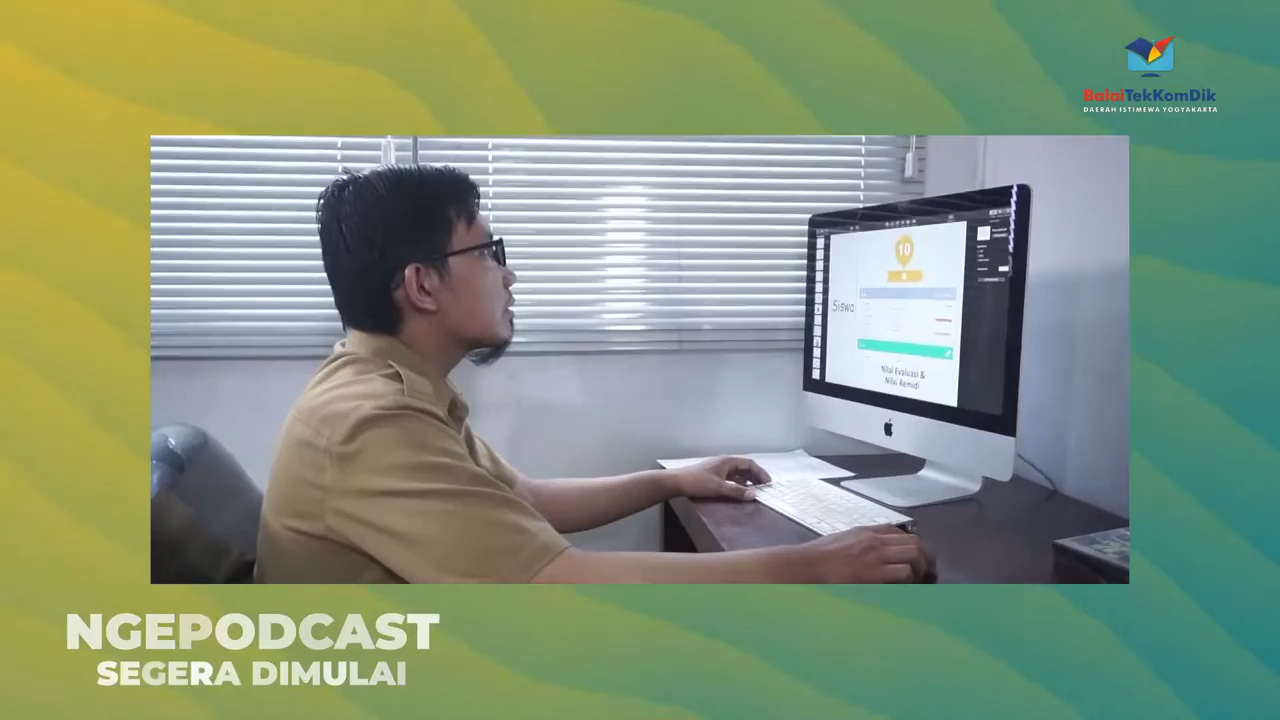 BalaiTekKomDik
DAERAH ISTIMEWA YOGYAKARTA
10
Siswa
Nilai Evaluasi &
Nilai Remidi
NGEPODCAST
SEGERA DIMULAI